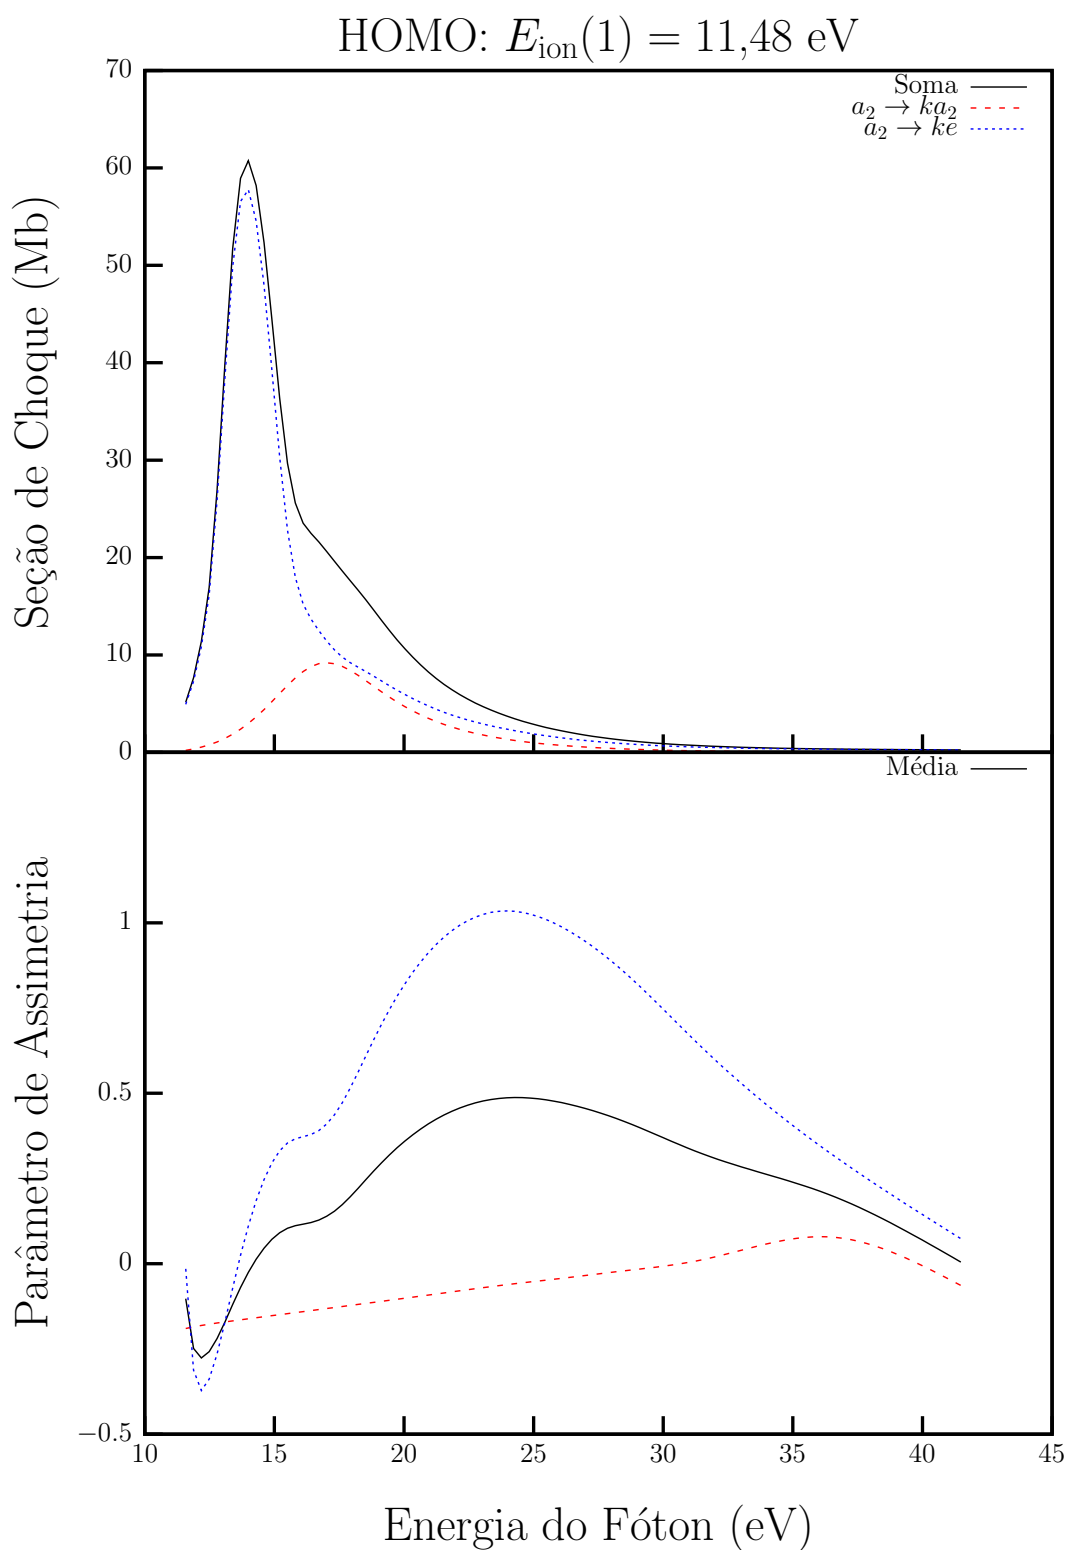 HOMO: E_ion(1) = 11,48 eV
Seção de Choque (Mb)
70
60
50
40
30
20
10
0
Soma
a₂ → ka₂
a₂ → ke
Parâmetro de Assimetria
1
0.5
0
−0.5
Média
10 15 20 25 30 35 40 45
Energia do Fóton (eV)